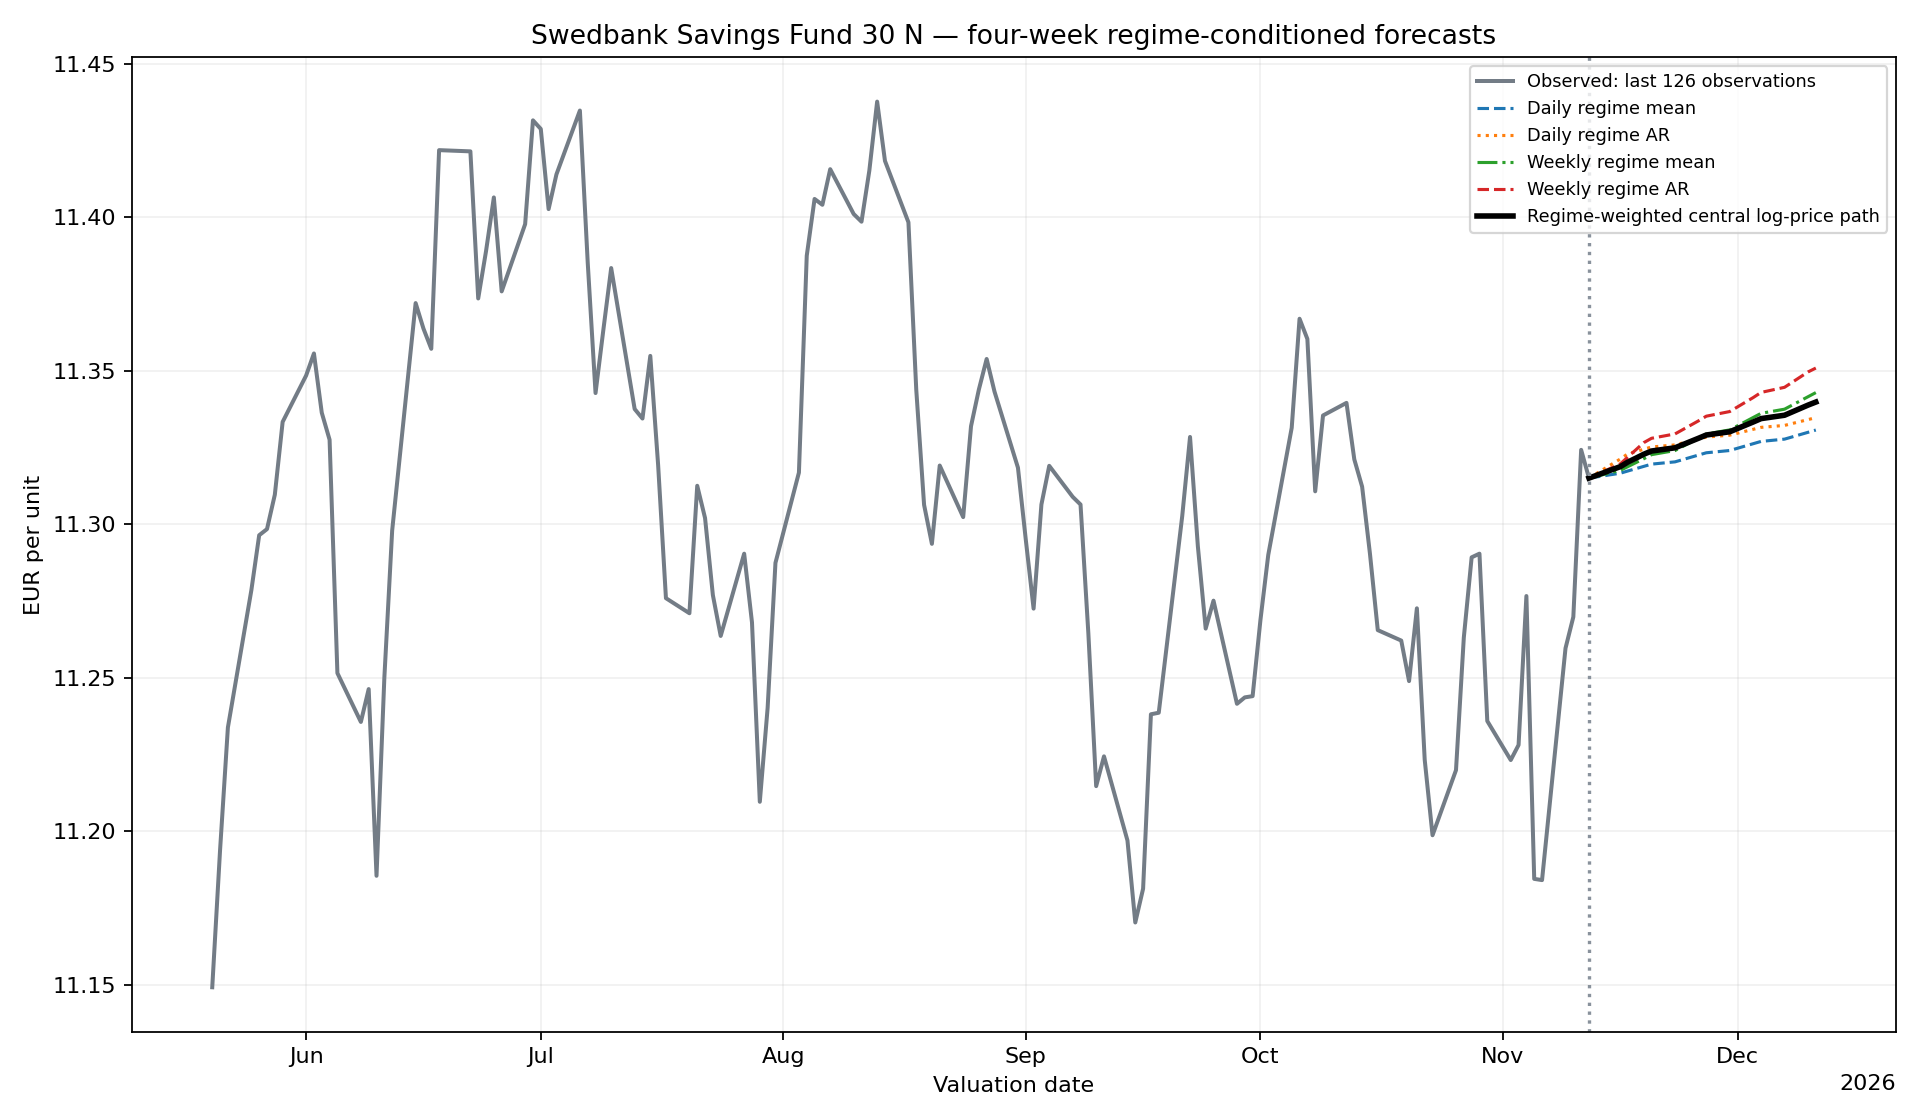 Swedbank Savings Fund 30 N — four-week regime-conditioned forecasts
Observed: last 126 observations
Daily regime mean
Daily regime AR
Weekly regime mean
Weekly regime AR
Regime-weighted central log-price path
EUR per unit
11.45
11.40
11.35
11.30
11.25
11.20
11.15
Jun
Jul
Aug
Sep
Oct
Nov
Dec
Valuation date
2026